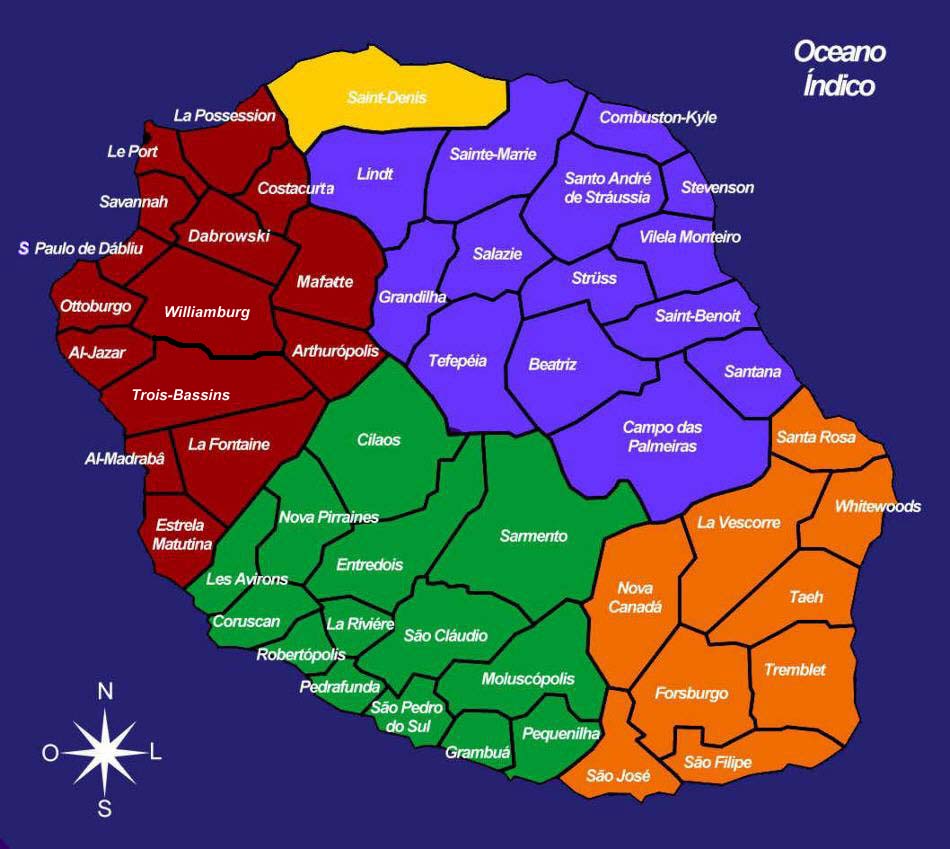 Oceano
Índico
Saint-Denis
La Possession
Combuston-Kyle
Le Port
Sainte-Marrie
Lindt
Costacurta
Santo André
de Stráussia
Stevenson
Savannah
Dabrowski
Vilela Monteiro
S Paulo de Dábliu
Salazie
Strüss
Mafatte
Grandilha
Ottoburgo
Williamburg
Saint-Benoit
Al-Jazar
Arthurópolis
Tefepéia
Beatriz
Santana
Trois-Bassins
Cilaos
Campo das
Palmeiras
Santa Rosa
La Fontaine
Al-Madrabâ
Whitewoods
Nova Pirraines
La Vescorre
Estrela
Matutina
Sarmento
Entredois
Les Avirons
Nova
Canadá
Taeh
Coruscan
La Riviére
São Cláudio
Robertópolis
Tremblet
Moluscópolis
Pedrafunda
Forsburgo
São Pedro
do Sul
Pequenilha
Grambuá
São Filipe
São José
N
O
L
S